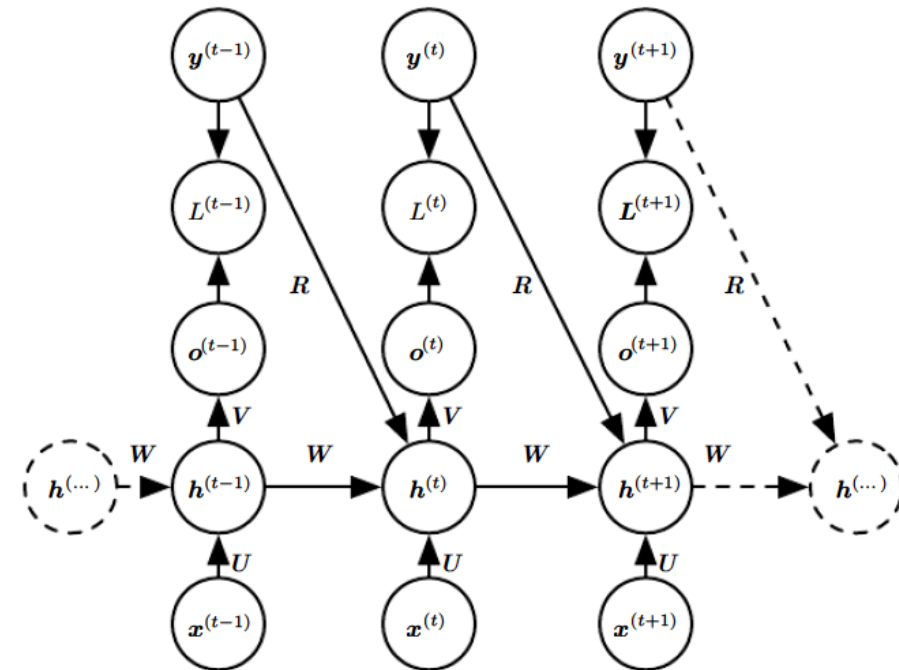 y^(t−1) y^(t) y^(t+1)
L^(t−1) L^(t) L^(t+1)
R R R
o^(t−1) o^(t) o^(t+1)
V V V
W W W W
h^(...) h^(t−1) h^(t) h^(t+1) h^(...)
U U U
x^(t−1) x^(t) x^(t+1)